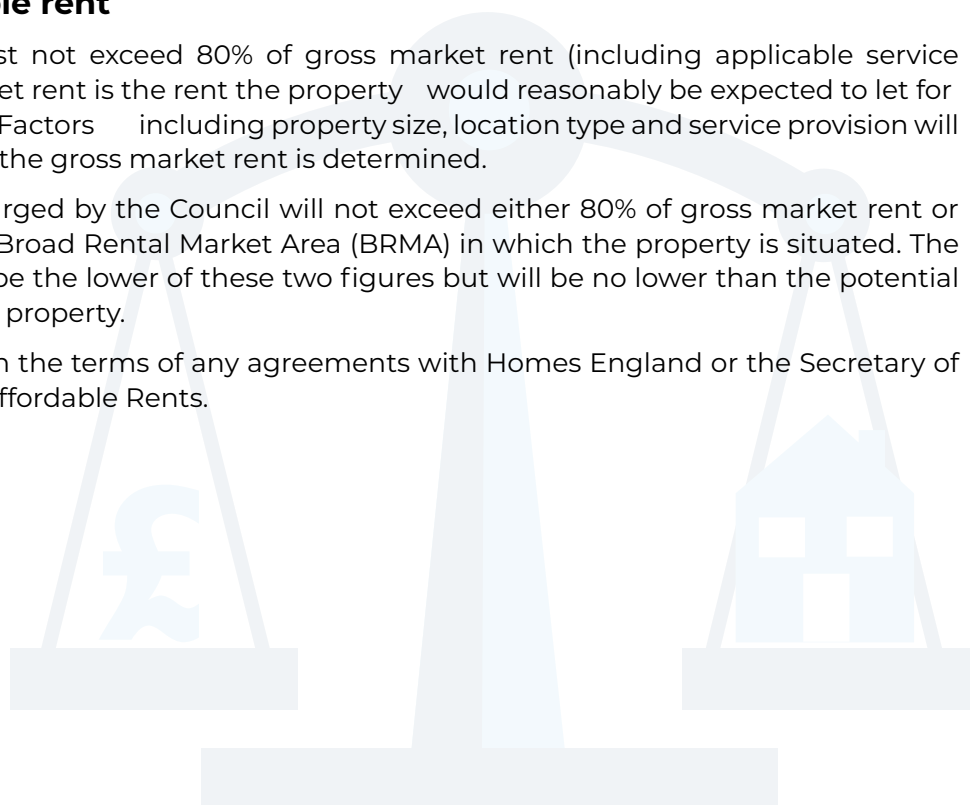 le rent
st not exceed 80% of gross market rent (including applicable service
et rent is the rent the property would reasonably be expected to let for
Factors including property size, location type and service provision will
the gross market rent is determined.
rged by the Council will not exceed either 80% of gross market rent or
Broad Rental Market Area (BRMA) in which the property is situated. The
be the lower of these two figures but will be no lower than the potential
property.
n the terms of any agreements with Homes England or the Secretary of
ffordable Rents.
£